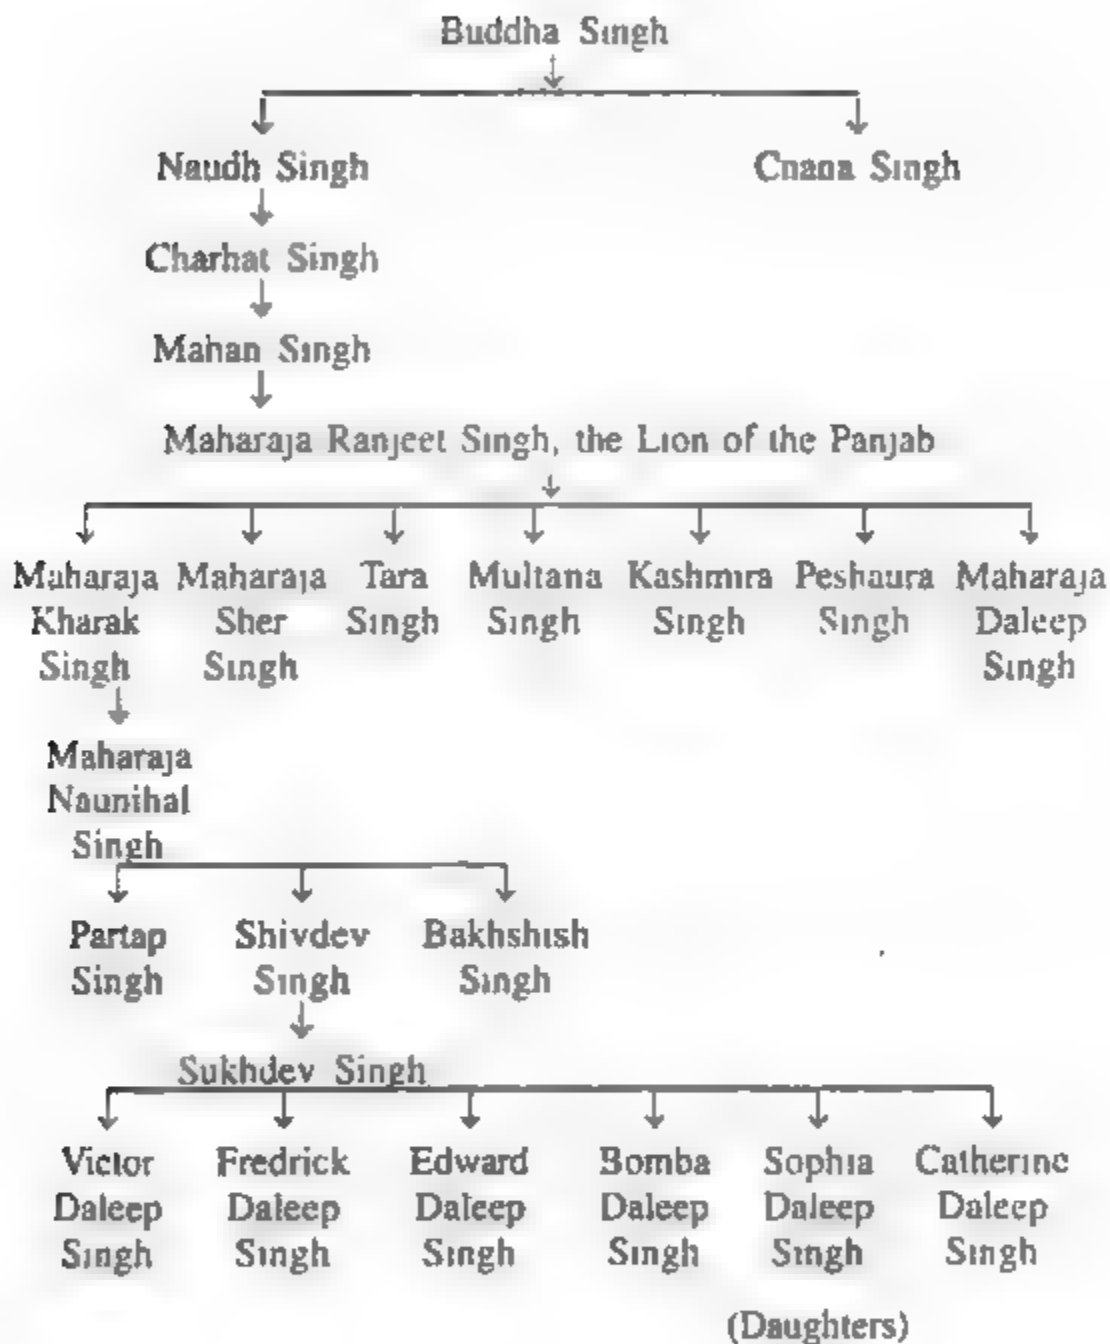 Buddha Singh
Naudh Singh Cnana Singh
Charhat Singh
Mahan Singh
Maharaja Ranjeet Singh, the Lion of the Panjab
Maharaja Maharaja Tara Multana Kashmira Peshaura Maharaja
Kharak Sher Singh Singh Singh Singh Daleep
Singh Singh Singh
Maharaja
Naunihal
Singh
Partap Shivdev Bakhshish
Singh Singh Singh
Sukhdev Singh
Victor Fredrick Edward Bomba Sophia Catherine
Daleep Daleep Daleep Daleep Daleep Daleep
Singh Singh Singh Singh Singh Singh
(Daughters)